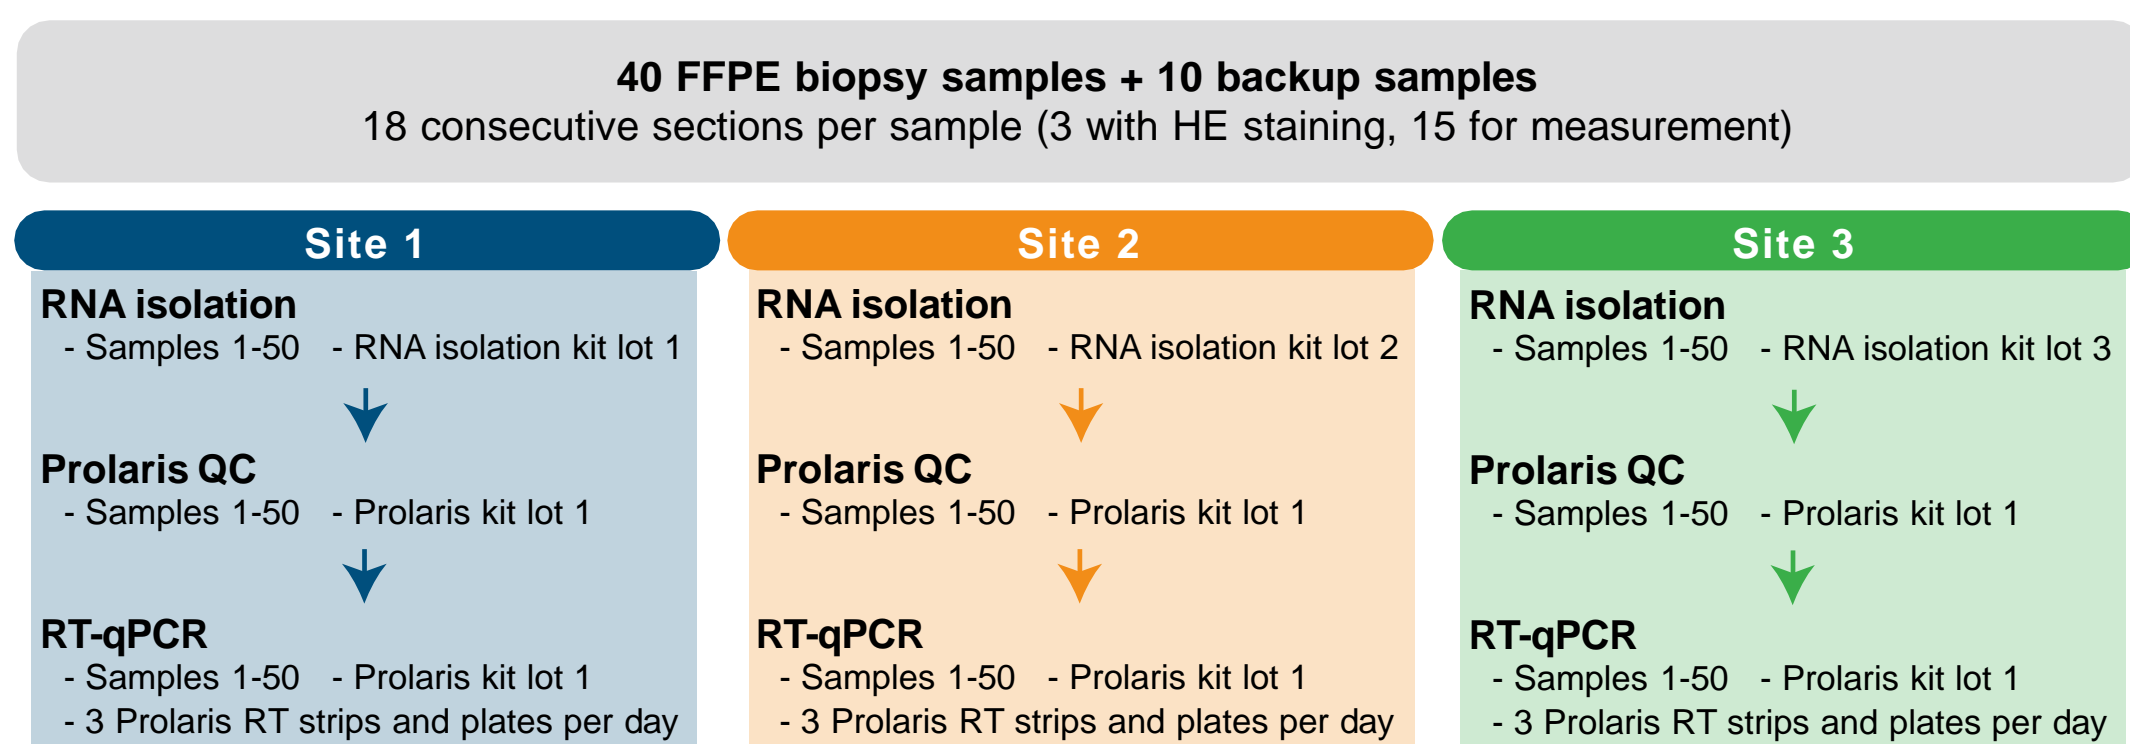 40 FFPE biopsy samples + 10 backup samples
18 consecutive sections per sample (3 with HE staining, 15 for measurement)
Site 1
RNA isolation
- Samples 1-50 - RNA isolation kit lot 1
Prolaris QC
- Samples 1-50 - Prolaris kit lot 1
RT-qPCR
- Samples 1-50 - Prolaris kit lot 1
- 3 Prolaris RT strips and plates per day
Site 2
RNA isolation
- Samples 1-50 - RNA isolation kit lot 2
Prolaris QC
- Samples 1-50 - Prolaris kit lot 1
RT-qPCR
- Samples 1-50 - Prolaris kit lot 1
- 3 Prolaris RT strips and plates per day
Site 3
RNA isolation
- Samples 1-50 - RNA isolation kit lot 3
Prolaris QC
- Samples 1-50 - Prolaris kit lot 1
RT-qPCR
- Samples 1-50 - Prolaris kit lot 1
- 3 Prolaris RT strips and plates per day